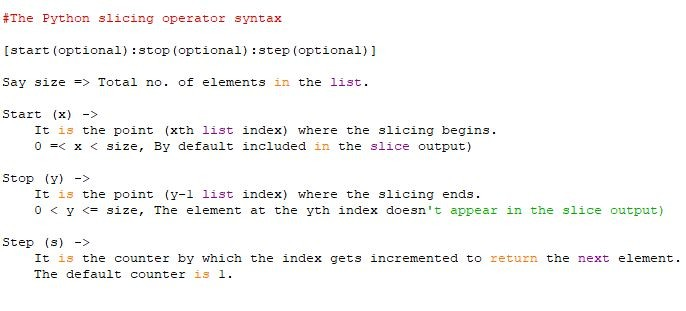 #The Python slicing operator syntax
[start(optional):stop(optional):step(optional)]
Say size => Total no. of elements in the list.
Start (x) ->
It is the point (xth list index) where the slicing begins.
0 =< x < size, By default included in the slice output)
Stop (y) ->
It is the point (y-1 list index) where the slicing ends.
0 < y <= size, The element at the yth index doesn't appear in the slice output)
Step (s) ->
It is the counter by which the index gets incremented to return the next element.
The default counter is 1.